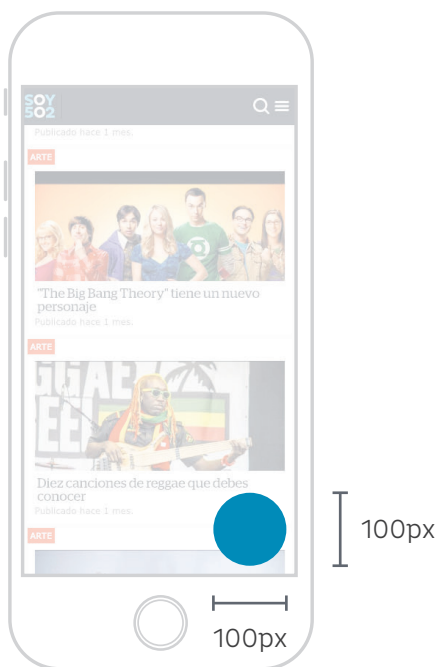 SOY
502
Publicado hace 1 mes.
ARTE
"The Big Bang Theory" tiene un nuevo
personaje
Publicado hace 1 mes.
ARTE
REGGAE
Diez canciones de reggae que debes
conocer
Publicado hace 1 mes.
ARTE
100px
100px